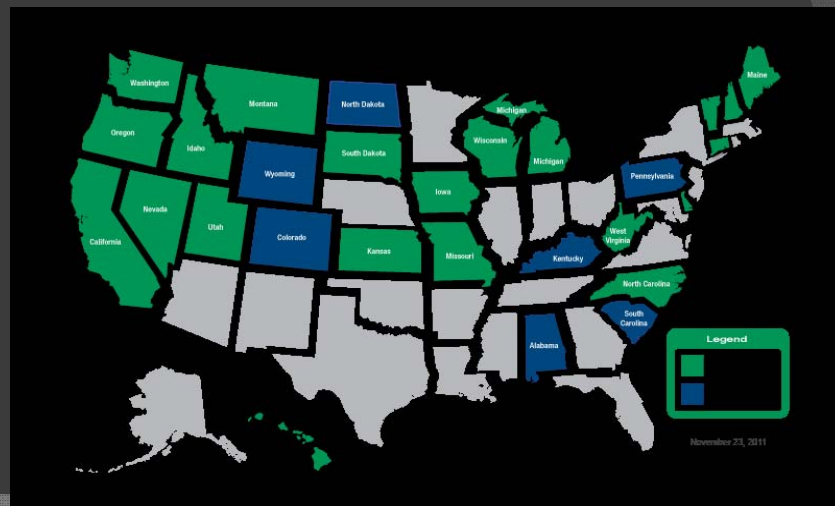 Maine
Washington
Montana
North Dakota
Michigan
Oregon
Idaho
Wisconsin
South Dakota
Michigan
Wyoming
Pennsylvania
Iowa
Nevada
Utah
West
Virginia
Colorado
California
Kansas
Missouri
Kentucky
North Carolina
South
Carolina
Alabama
Legend
November 23, 2011